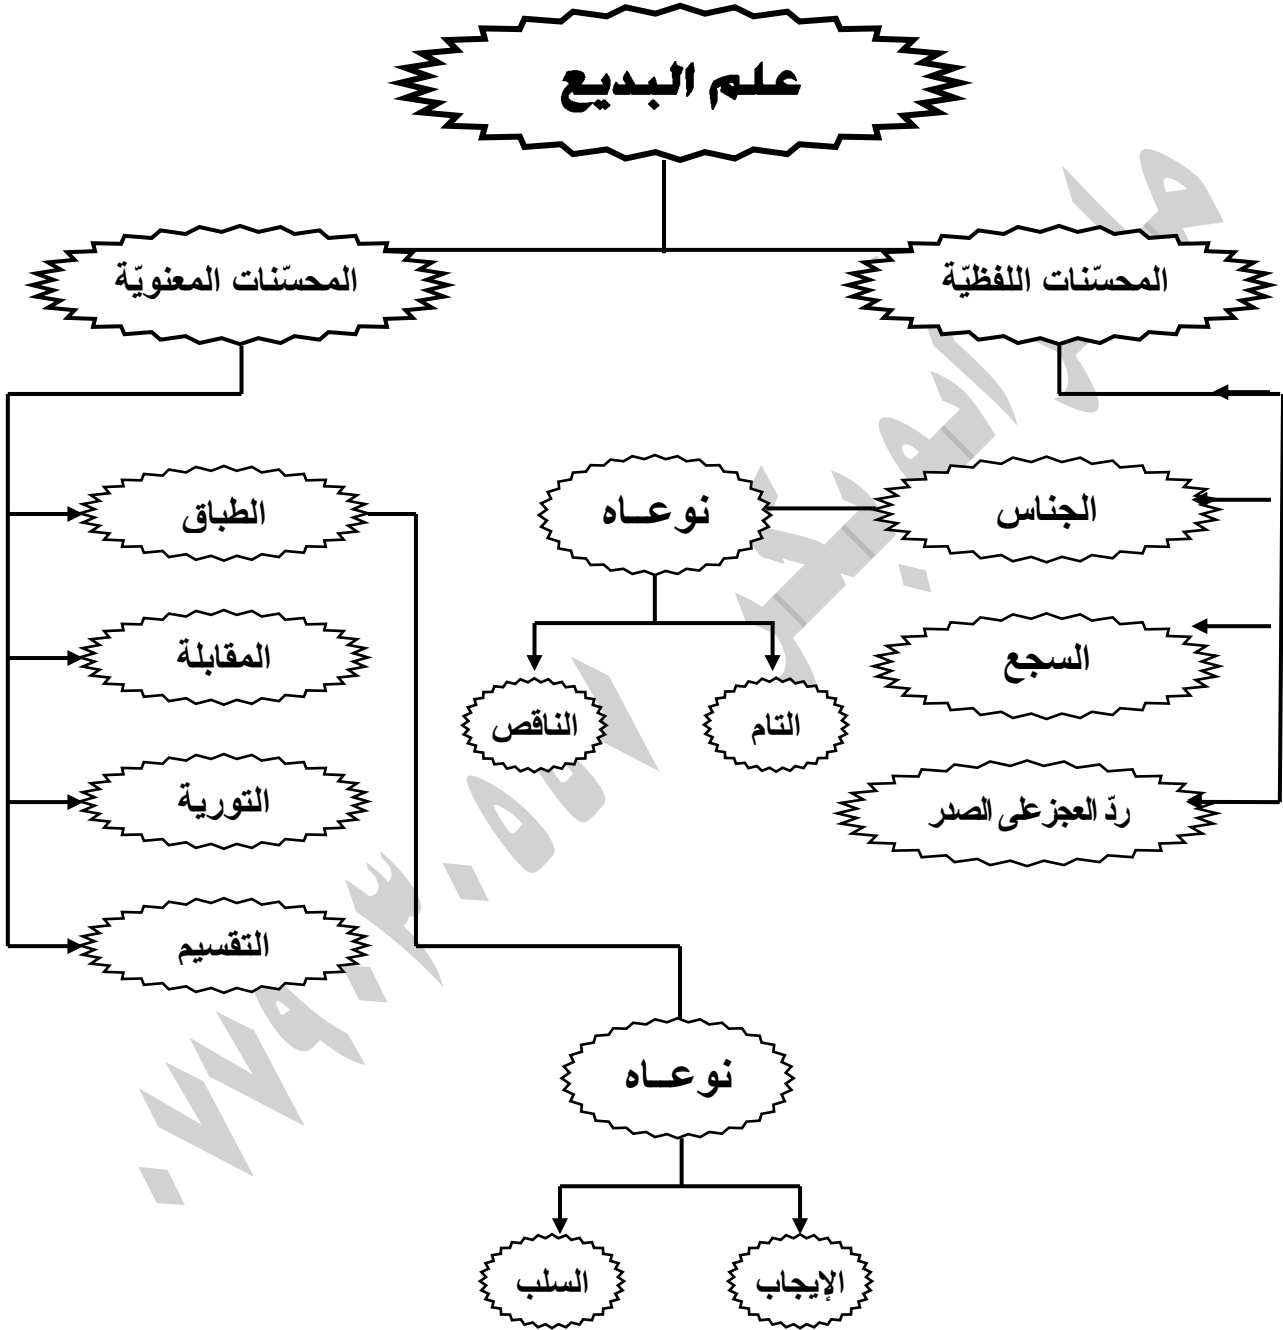 علم البديع
المحسّنات اللفظيّة
المحسّنات المعنويّة
الجناس
نوعـاه
الطباق
السجع
المقابلة
التام
الناقص
ردّ العجز على الصدر
التورية
التقسيم
نوعـاه
الإيجاب
السلب